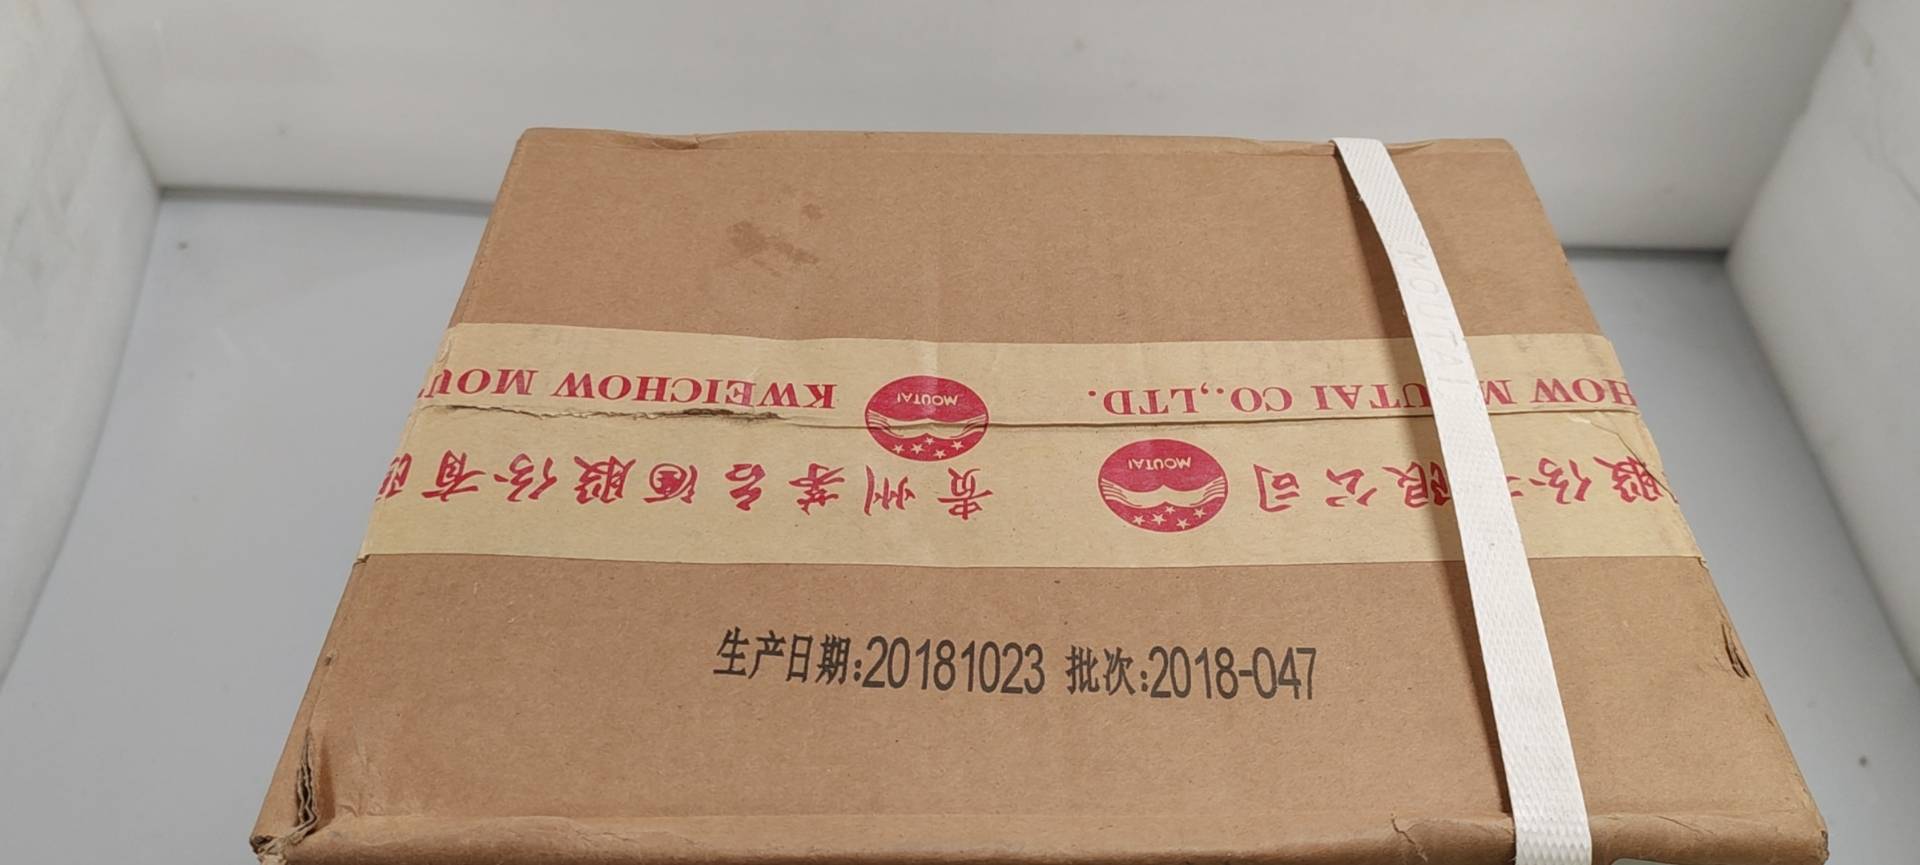 KWEICHOW MOU
MOUTAI
UTAI CO.,LTD.
HOW M
贵州茅台酒股份有限
MOUTAI
限公司
股份
MOUTAI
生产日期:20181023 批次:2018-047